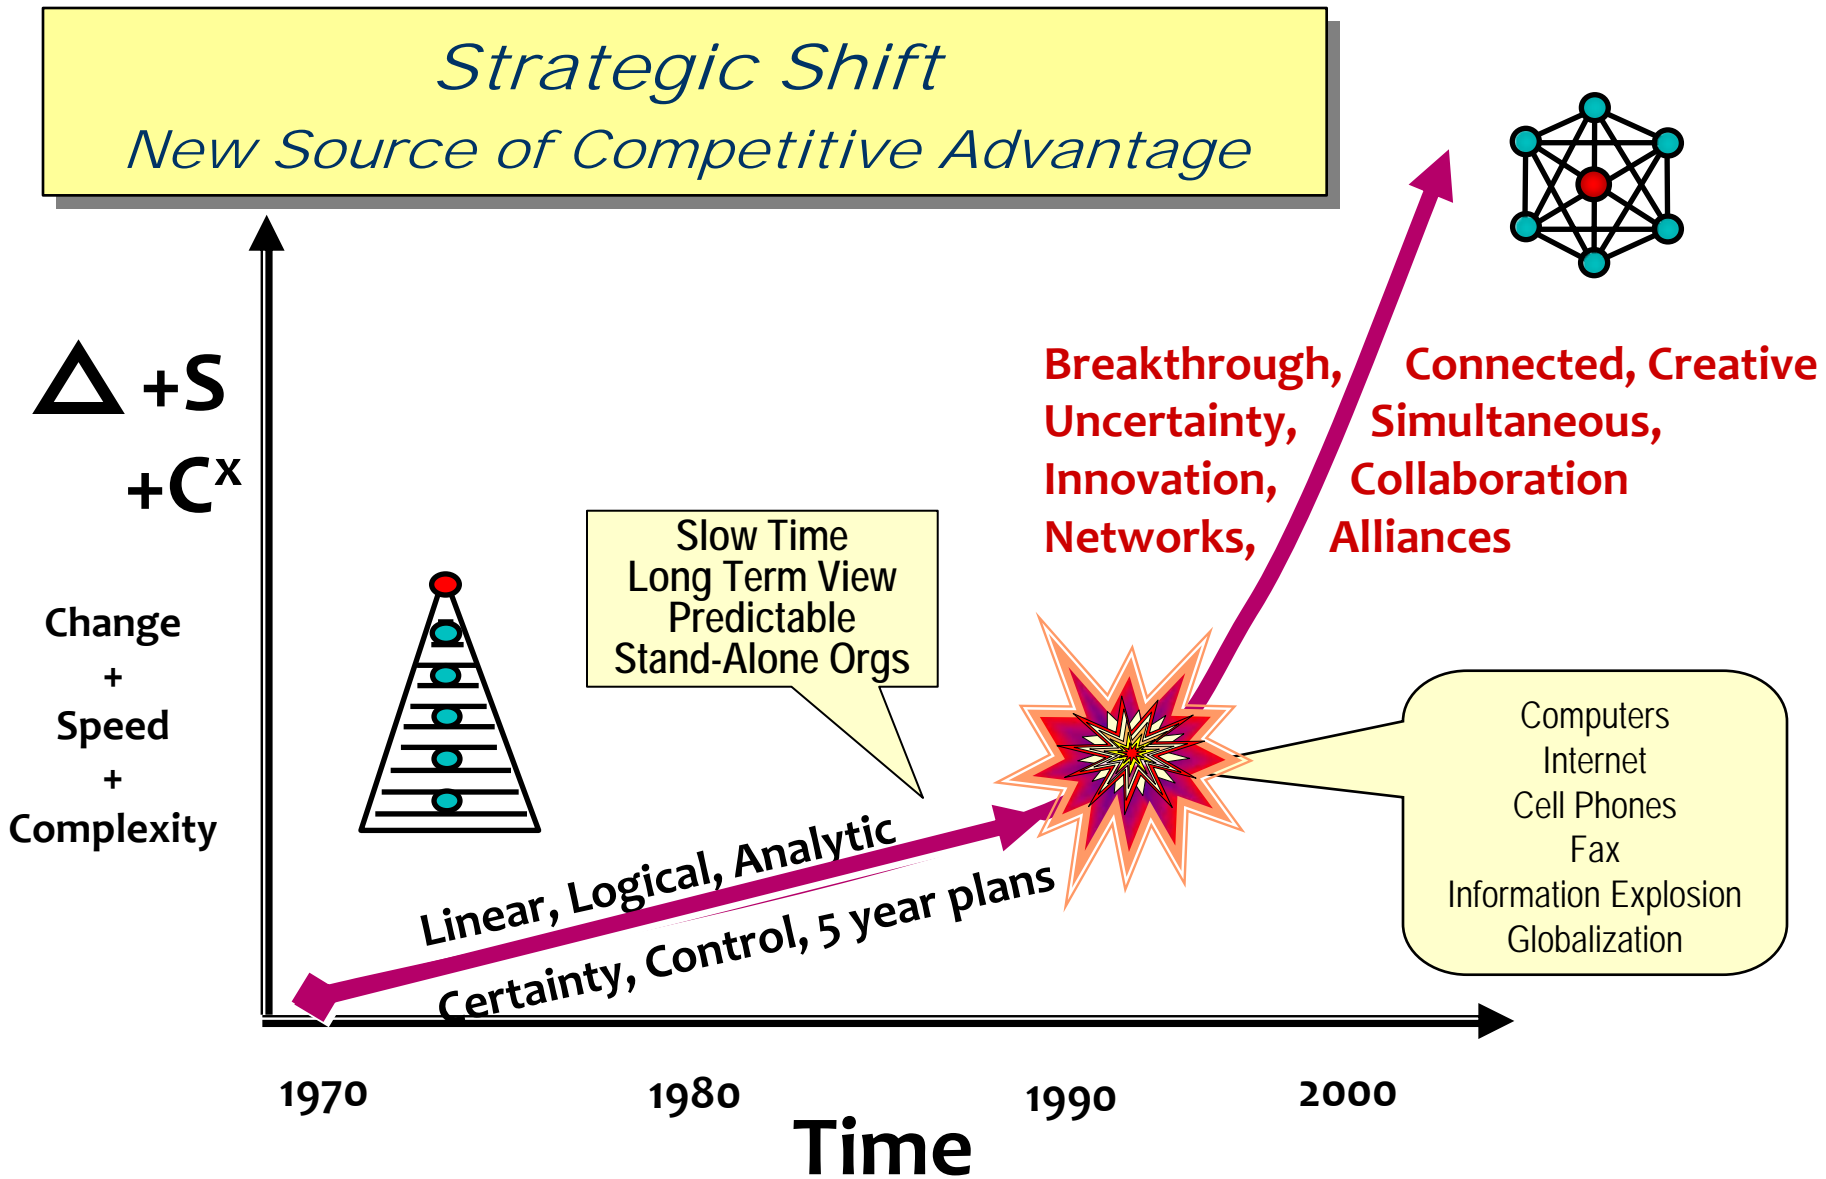 Strategic Shift
New Source of Competitive Advantage
Δ +S
+Cˣ
Change
+
Speed
+
Complexity
Slow Time
Long Term View
Predictable
Stand-Alone Orgs
Linear, Logical, Analytic
Certainty, Control, 5 year plans
Breakthrough, Connected, Creative
Uncertainty, Simultaneous,
Innovation, Collaboration
Networks, Alliances
Computers
Internet
Cell Phones
Fax
Information Explosion
Globalization
1970 1980 1990 2000
Time